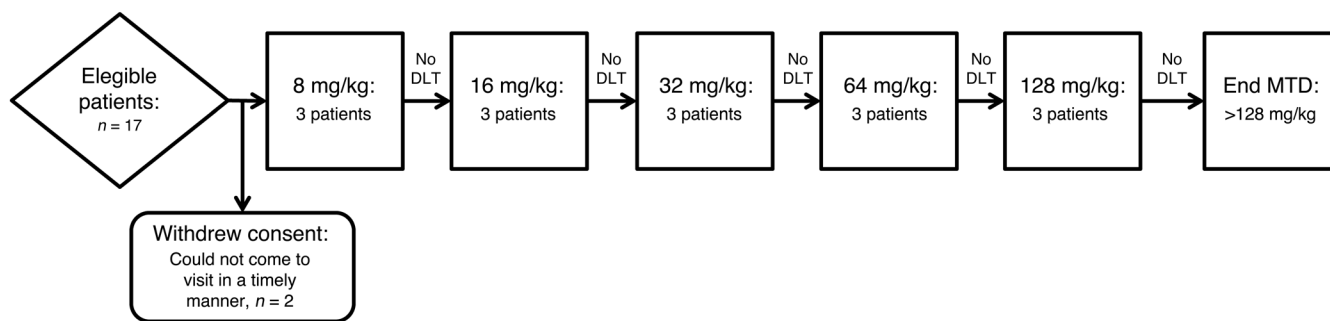 Elegible
patients:
n = 17
8 mg/kg:
3 patients
No
DLT
16 mg/kg:
3 patients
No
DLT
32 mg/kg:
3 patients
No
DLT
64 mg/kg:
3 patients
No
DLT
128 mg/kg:
3 patients
No
DLT
End MTD:
>128 mg/kg
Withdrew consent:
Could not come to
visit in a timely
manner, n = 2